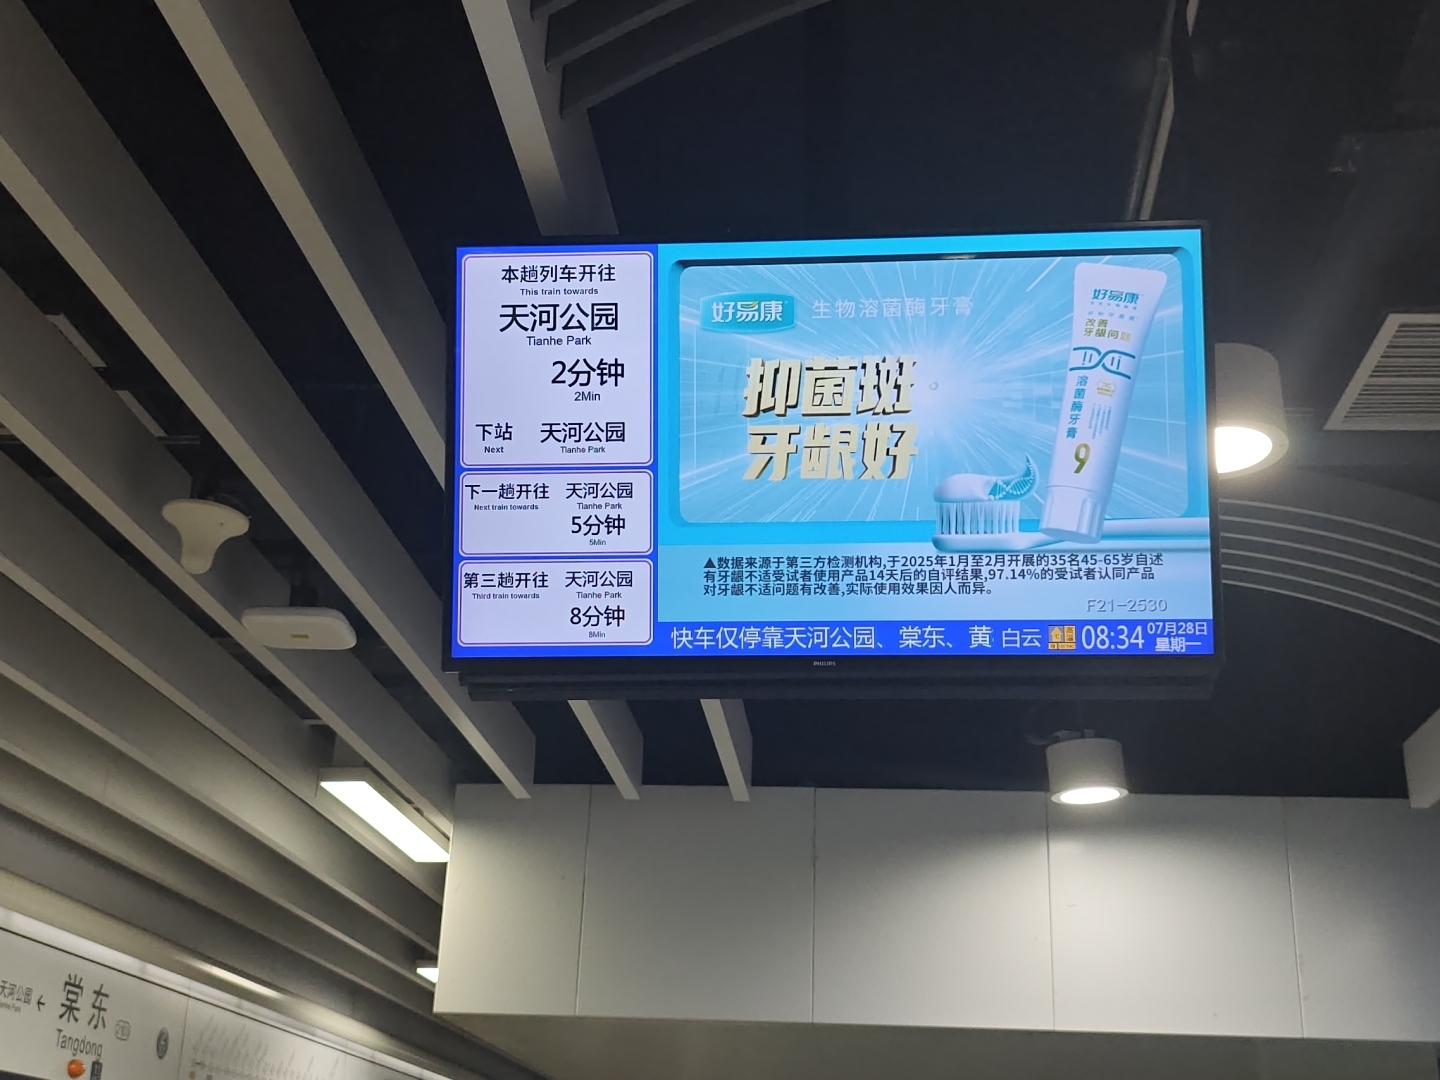 本趟列车开往
This train towards
天河公园
Tianhe Park
2分钟
2Min
下站 天河公园
Next Tianhe Park
下一趟开往 天河公园
Next train towards Tianhe Park
5分钟
5Min
第三趟开往 天河公园
Third train towards Tianhe Park
8分钟
8Min
好易康 生物溶菌酶牙膏
抑菌斑
牙龈好
好易康
改善
牙龈问题
溶菌酶牙膏
9
▲数据来源于第三方检测机构,于2025年1月至2月开展的35名45-65岁自述
有牙龈不适受试者使用产品14天后的自评结果,97.14%的受试者认同产品
对牙龈不适问题有改善,实际使用效果因人而异。
F21-2530
快车仅停靠天河公园、棠东、黄 白云 08:34 07月28日
星期一
PHILIPS
天河公园 ← 棠东
Tangdong